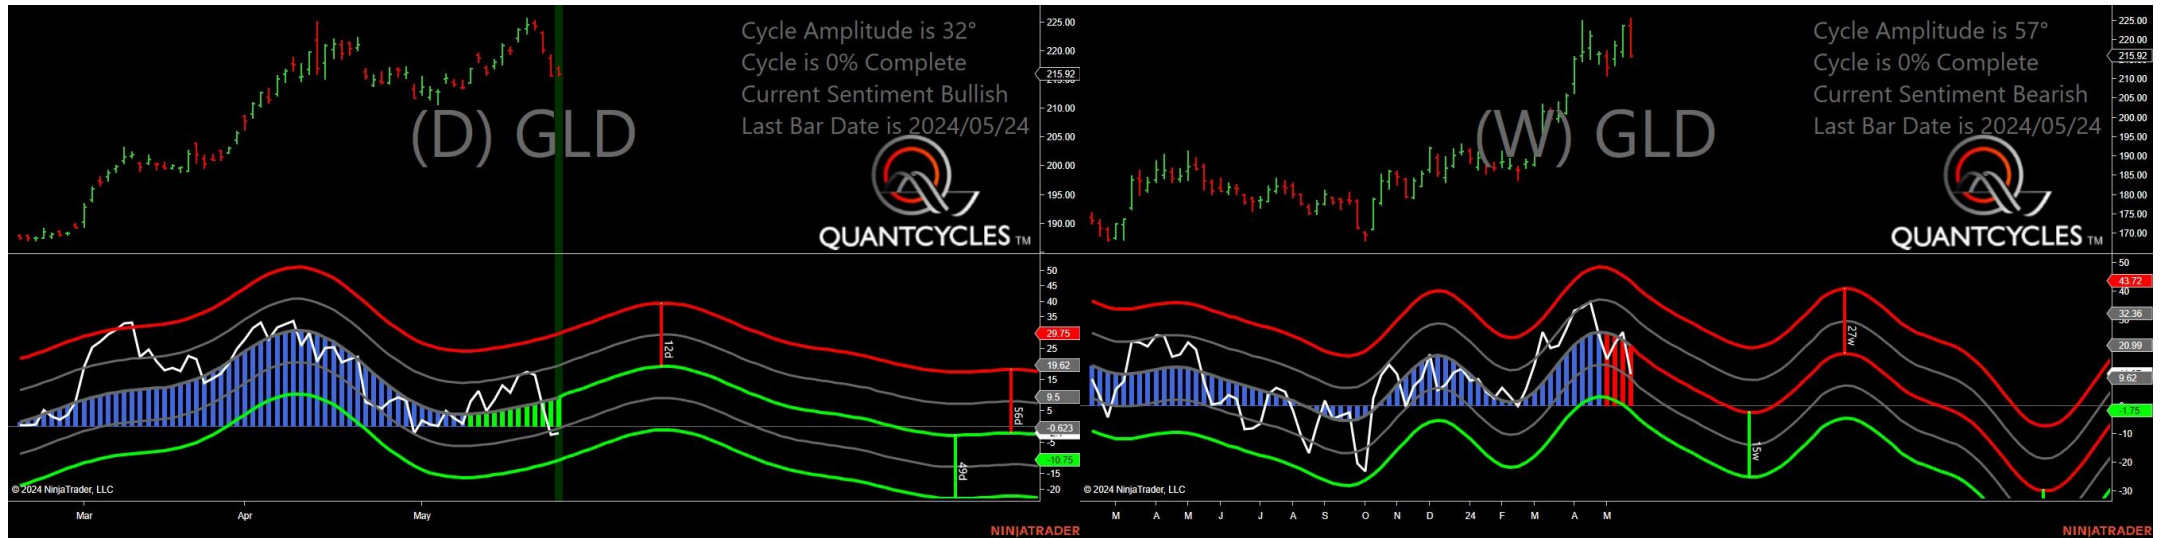 Cycle Amplitude is 32°
Cycle is 0% Complete
Current Sentiment Bullish
Last Bar Date is 2024/05/24
(D) GLD
QUANTCYCLES TM
225.00
220.00
215.92
210.00
205.00
200.00
195.00
190.00
50
45
40
35
29.75
25
19.62
15
9.5
5
-0.623
-5
-10.75
-15
-20
12d
49d
56d
© 2024 NinjaTrader, LLC
Mar
Apr
May
NINJATRADER
Cycle Amplitude is 57°
Cycle is 0% Complete
Current Sentiment Bearish
Last Bar Date is 2024/05/24
(W) GLD
QUANTCYCLES TM
225.00
220.00
215.92
210.00
205.00
200.00
195.00
190.00
185.00
180.00
175.00
170.00
50
43.72
40
32.36
20.99
9.62
-1.75
-10
-20
-30
27w
15w
© 2024 NinjaTrader, LLC
M A M J J A S O N D 24 F M A M
NINJATRADER